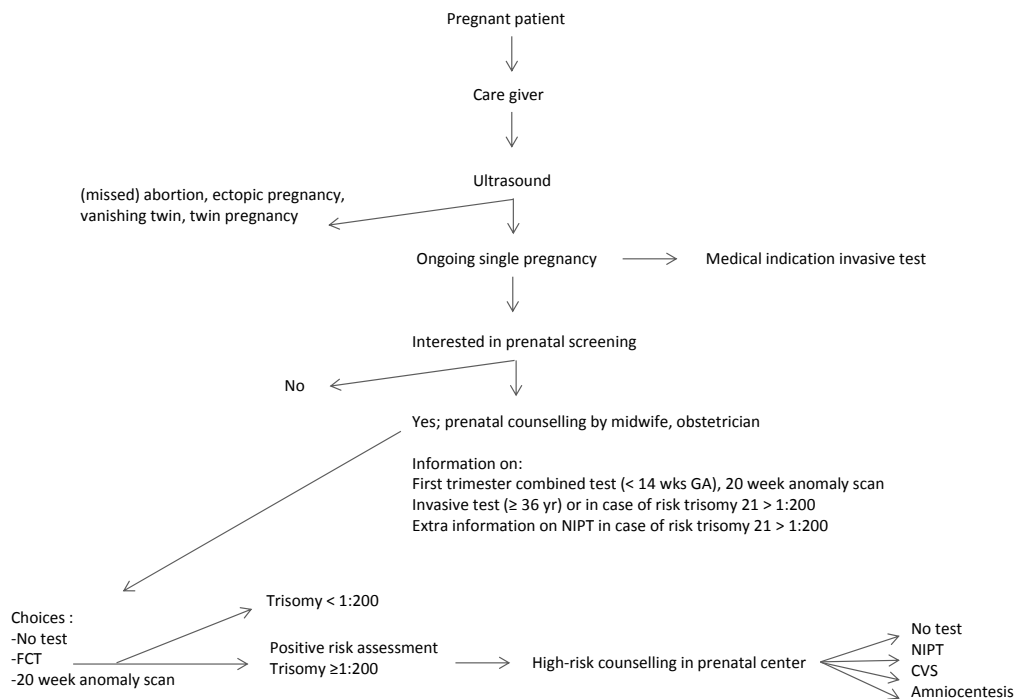 Pregnant patient
Care giver
Ultrasound
(missed) abortion, ectopic pregnancy,
vanishing twin, twin pregnancy
Ongoing single pregnancy
Medical indication invasive test
Interested in prenatal screening
No
Yes; prenatal counselling by midwife, obstetrician
Information on:
First trimester combined test (< 14 wks GA), 20 week anomaly scan
Invasive test (≥ 36 yr) or in case of risk trisomy 21 > 1:200
Extra information on NIPT in case of risk trisomy 21 > 1:200
Choices :
-No test
-FCT
-20 week anomaly scan
Trisomy < 1:200
Positive risk assessment
Trisomy ≥1:200
High-risk counselling in prenatal center
No test
NIPT
CVS
Amniocentesis